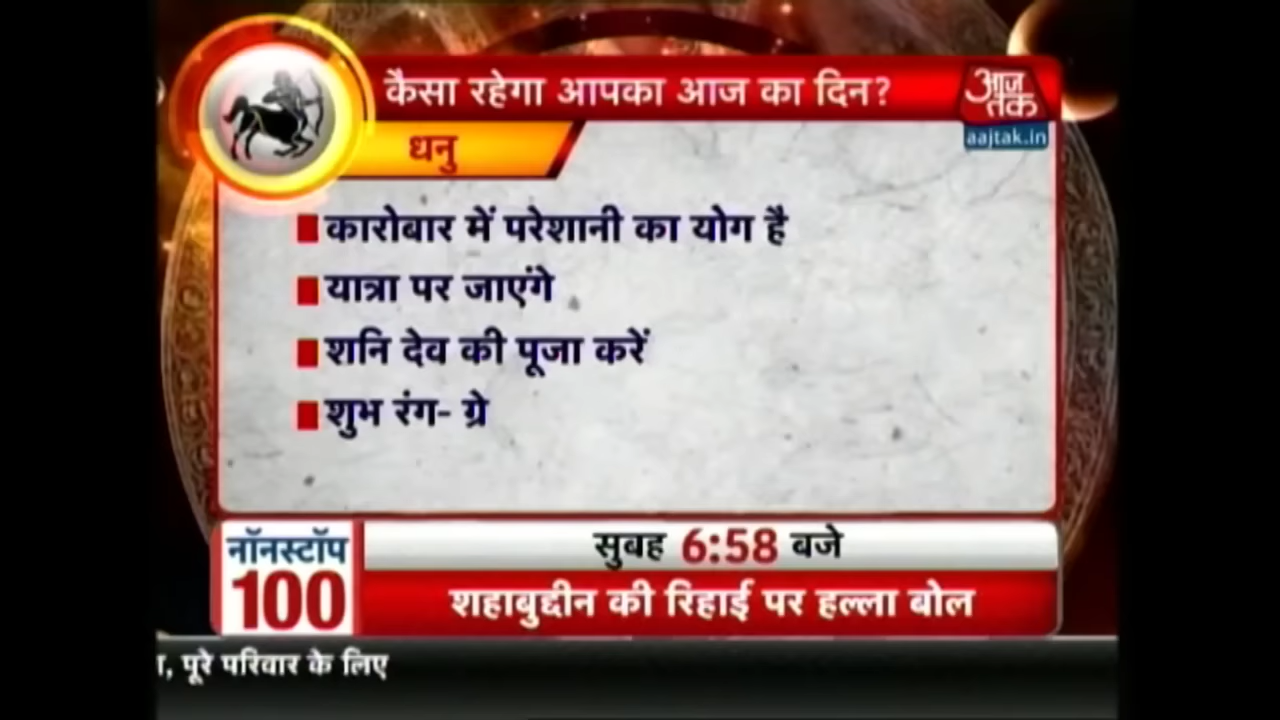 कैसा रहेगा आपका आज का दिन?
आज
तक
aajtak.in
धनु
कारोबार में परेशानी का योग है
यात्रा पर जाएंगे
शनि देव की पूजा करें
शुभ रंग- ग्रे
नॉनस्टॉप
100
सुबह 6:58 बजे
शहाबुद्दीन की रिहाई पर हल्ला बोल
, पूरे परिवार के लिए